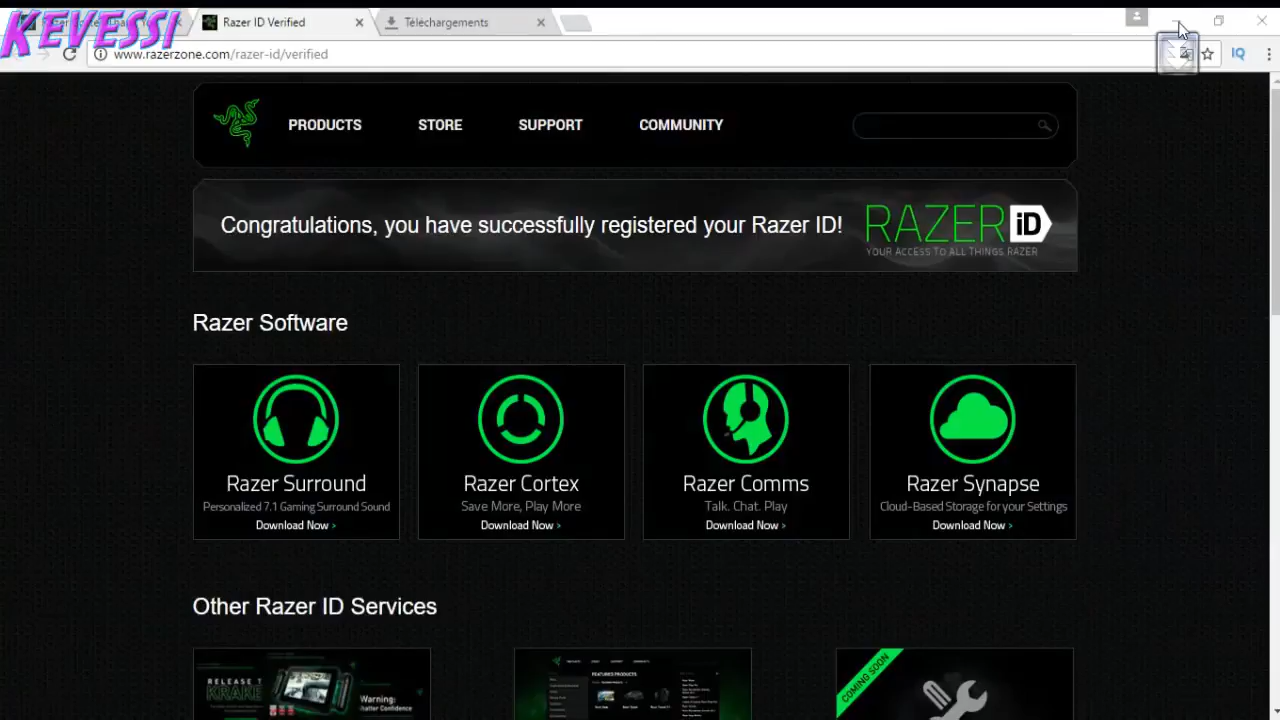 KEVESSI
Razer ID Verified
Téléchargements
www.razerzone.com/razer-id/verified
IQ
PRODUCTS
STORE
SUPPORT
COMMUNITY
Congratulations, you have successfully registered your Razer ID!
RAZER iD
YOUR ACCESS TO ALL THINGS RAZER
Razer Software
Razer Surround
Personalized 7.1 Gaming Surround Sound
Download Now >
Razer Cortex
Save More, Play More
Download Now >
Razer Comms
Talk. Chat. Play
Download Now >
Razer Synapse
Cloud-Based Storage for your Settings
Download Now >
Other Razer ID Services
RELEASE T
KRAKE
Warning:
FEATURED PRODUCTS
COMING SOON